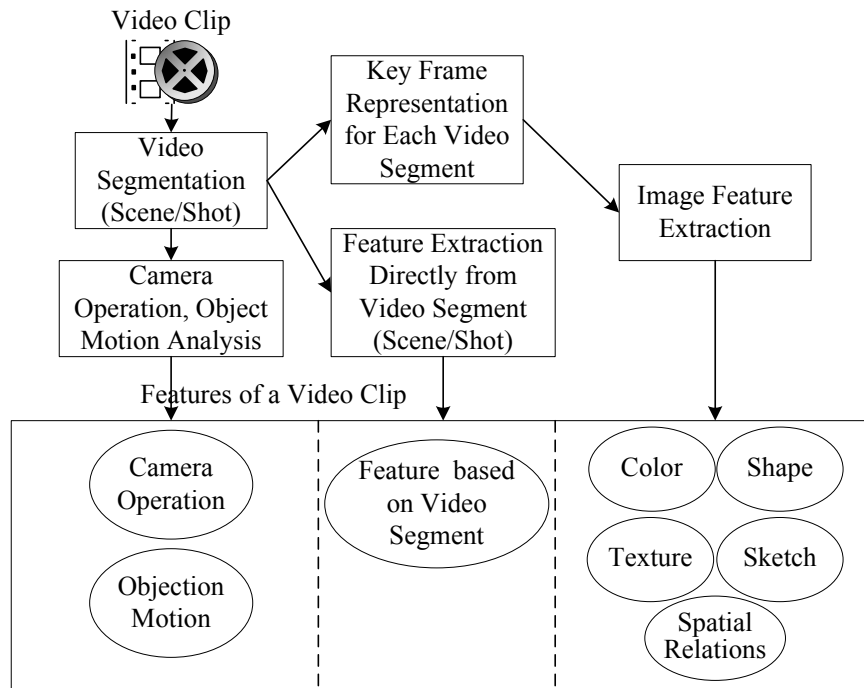 Video Clip
Video
Segmentation
(Scene/Shot)
Key Frame
Representation
for Each Video
Segment
Image Feature
Extraction
Camera
Operation, Object
Motion Analysis
Feature Extraction
Directly from
Video Segment
(Scene/Shot)
Features of a Video Clip
Camera
Operation
Objection
Motion
Feature based
on Video
Segment
Color
Shape
Texture
Sketch
Spatial
Relations